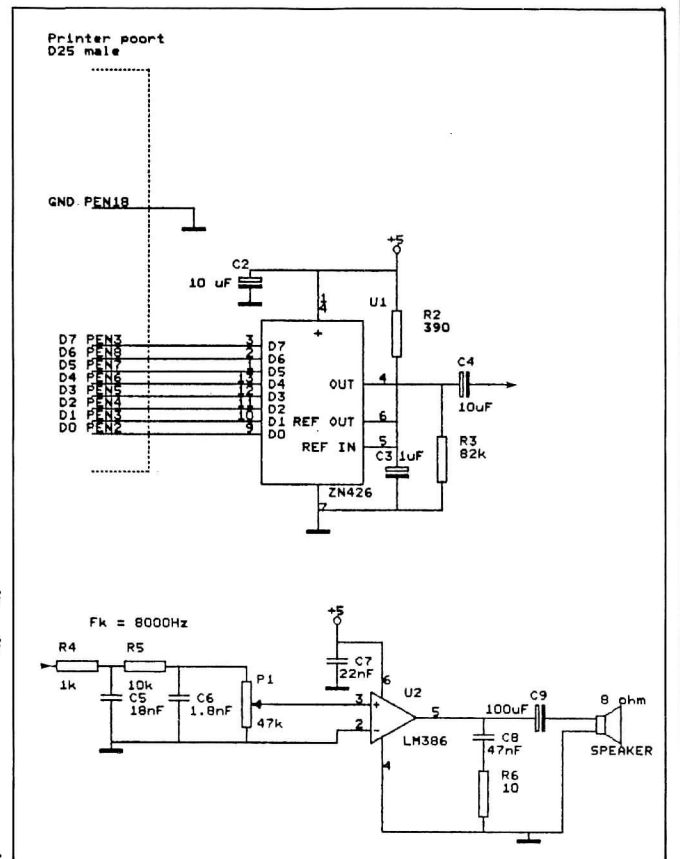 Printer poort
D25 male
GND PEN18
+5
C2
10 uF
14
U1
R2
390
+
D7 3 D7
D6 PEN8 2 D6
D5 PEN7 1 D5
D4 PEN6 13 D4
D3 PEN5 12 D3
D2 PEN4 11 D2
D1 PEN3 10 D1
D0 PEN2 9 D0
OUT 4
C4
10uF
REF OUT 6
REF IN 5
C3 1uF
R3
82k
ZN426
7
Fk = 8000Hz
+5
R4
1k
R5
10k
C5
18nF
C6
1.8nF
P1
47k
C7
22nF
6
U2
3 +
2 -
5
LM386
4
100uF C9
8 ohm
C8
47nF
SPEAKER
R6
10